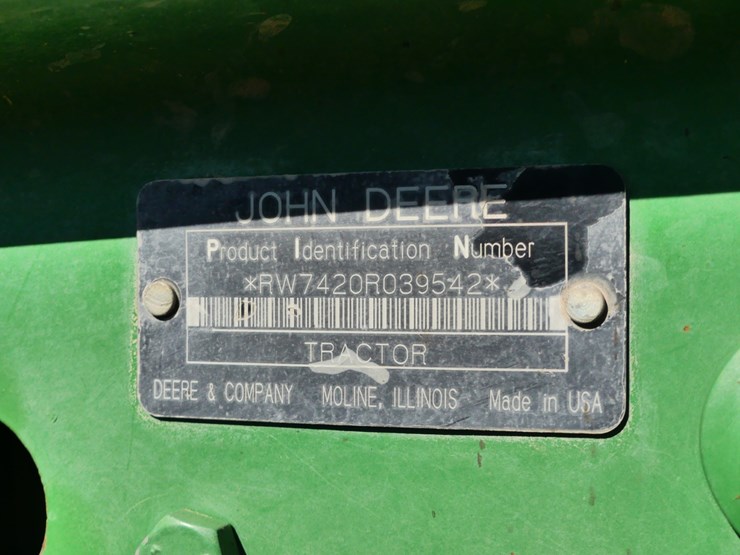 JOHN DEERE
Product Identification Number
*RW7420R039542*
TRACTOR
DEERE & COMPANY MOLINE, ILLINOIS Made in USA